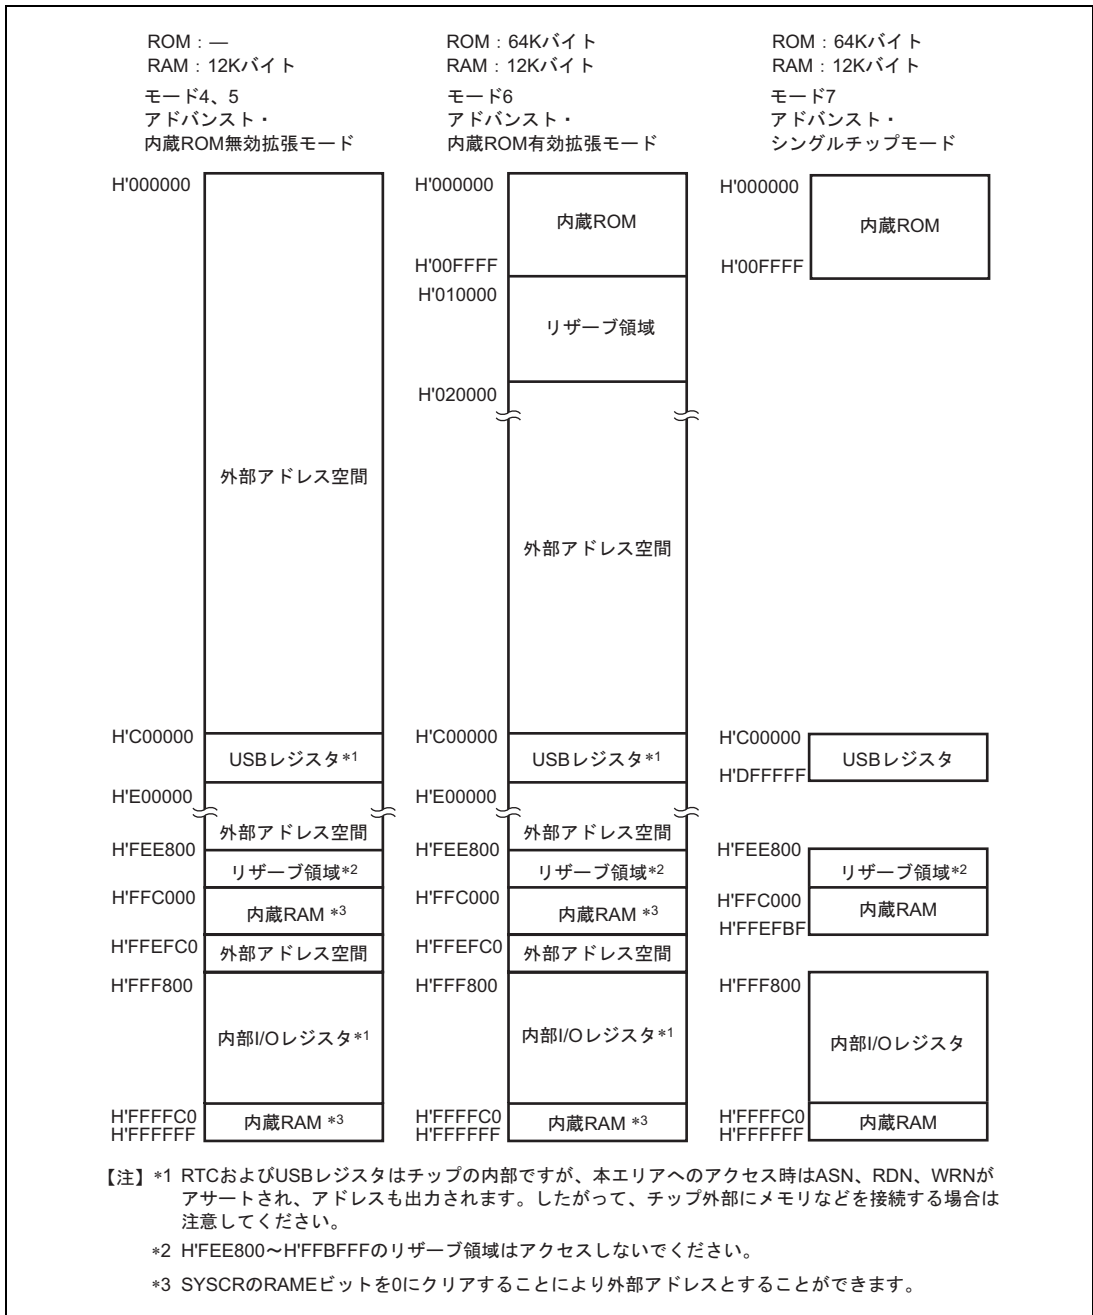 ROM：—
RAM：12Kバイト
モード4、5
アドバンスト・
内蔵ROM無効拡張モード
H'000000
外部アドレス空間
H'C00000
USBレジスタ*1
H'E00000
外部アドレス空間
H'FEE800
リザーブ領域*2
H'FFC000
内蔵RAM *3
H'FFEFC0
外部アドレス空間
H'FFF800
内部I/Oレジスタ*1
H'FFFFC0
内蔵RAM *3
H'FFFFFF
ROM：64Kバイト
RAM：12Kバイト
モード6
アドバンスト・
内蔵ROM有効拡張モード
H'000000
内蔵ROM
H'00FFFF
H'010000
リザーブ領域
H'020000
外部アドレス空間
H'C00000
USBレジスタ*1
H'E00000
外部アドレス空間
H'FEE800
リザーブ領域*2
H'FFC000
内蔵RAM *3
H'FFEFC0
外部アドレス空間
H'FFF800
内部I/Oレジスタ*1
H'FFFFC0
内蔵RAM *3
H'FFFFFF
ROM：64Kバイト
RAM：12Kバイト
モード7
アドバンスト・
シングルチップモード
H'000000
内蔵ROM
H'00FFFF
H'C00000
USBレジスタ
H'DFFFFF
H'FEE800
リザーブ領域*2
H'FFC000
内蔵RAM
H'FFEFBF
H'FFF800
内部I/Oレジスタ
H'FFFFC0
内蔵RAM
H'FFFFFF
【注】*1 RTCおよびUSBレジスタはチップの内部ですが、本エリアへのアクセス時はASN、RDN、WRNが
アサートされ、アドレスも出力されます。したがって、チップ外部にメモリなどを接続する場合は
注意してください。
*2 H'FEE800～H'FFBFFFのリザーブ領域はアクセスしないでください。
*3 SYSCRのRAMEビットを0にクリアすることにより外部アドレスとすることができます。